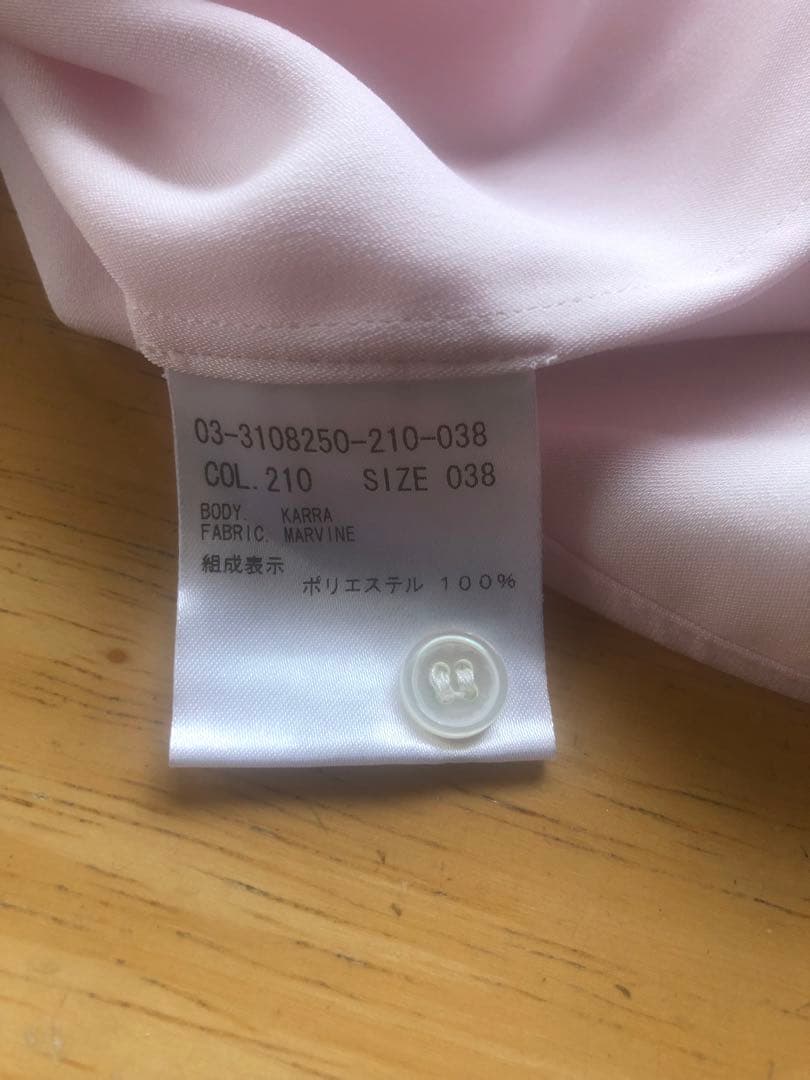 03-3108250-210-038
COL.210 SIZE 038
BODY. KARRA
FABRIC. MARVINE
組成表示
ポリエステル 100%